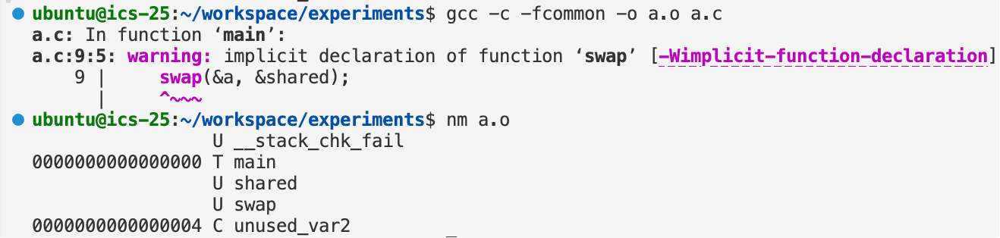 ubuntu@ics-25:~/workspace/experiments$ gcc -c -fcommon -o a.o a.c
a.c: In function ‘main’:
a.c:9:5: warning: implicit declaration of function ‘swap’ [-Wimplicit-function-declaration]
    9 |     swap(&a, &shared);
      |     ^~~~
ubuntu@ics-25:~/workspace/experiments$ nm a.o
                 U __stack_chk_fail
0000000000000000 T main
                 U shared
                 U swap
0000000000000004 C unused_var2